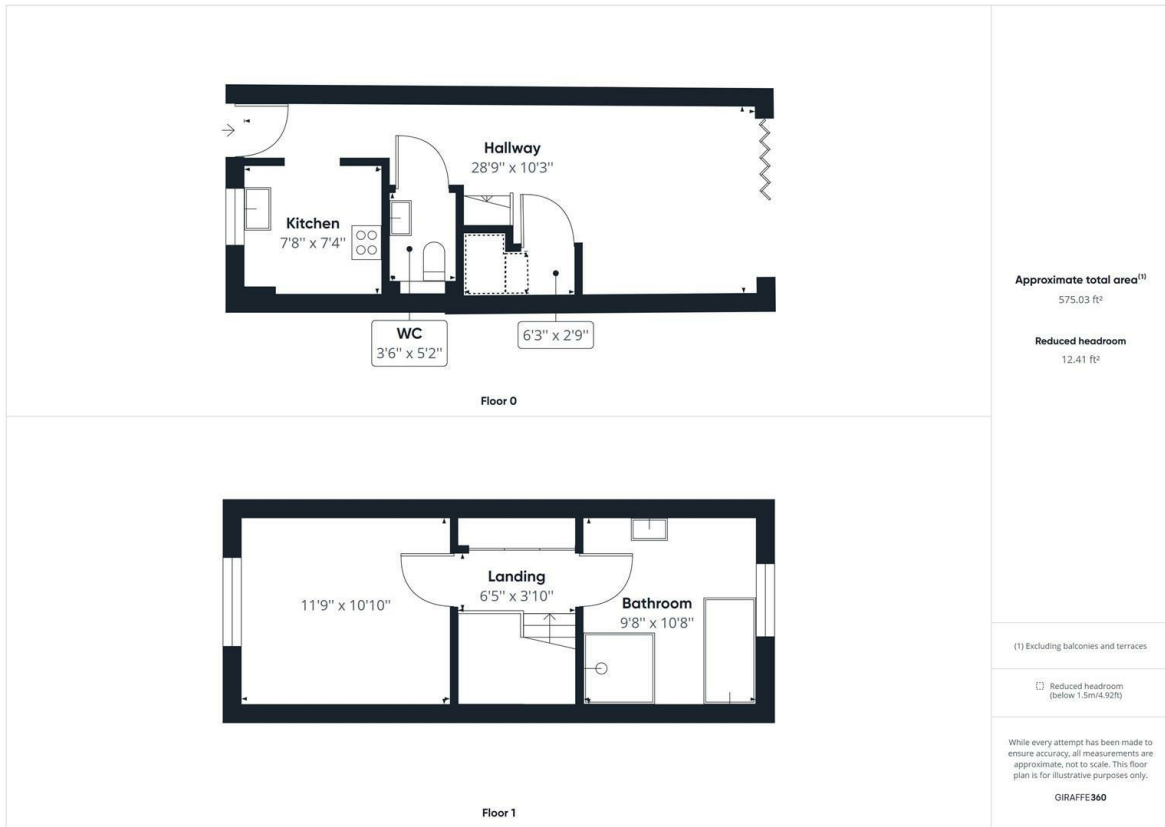 Hallway
28'9" x 10'3"
Kitchen
7'8" x 7'4"
WC
3'6" x 5'2"
6'3" x 2'9"
Floor 0
11'9" x 10'10"
Landing
6'5" x 3'10"
Bathroom
9'8" x 10'8"
Floor 1
Approximate total area(1)
575.03 ft²
Reduced headroom
12.41 ft²
(1) Excluding balconies and terraces
Reduced headroom
(below 1.5m/4.92ft)
While every attempt has been made to
ensure accuracy, all measurements are
approximate, not to scale. This floor
plan is for illustrative purposes only.
GIRAFFE360